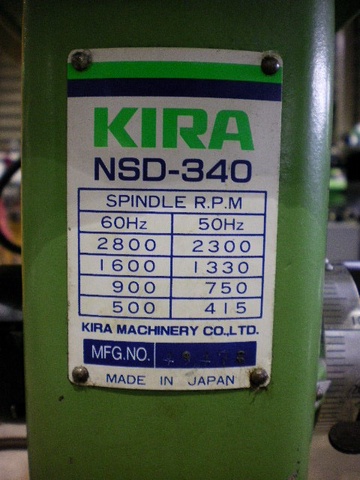 KIRA
NSD-340
SPINDLE R.P.M
60Hz 50Hz
2800 2300
1600 1330
900 750
500 415
KIRA MACHINERY CO.,LTD.
MFG.NO.
MADE IN JAPAN